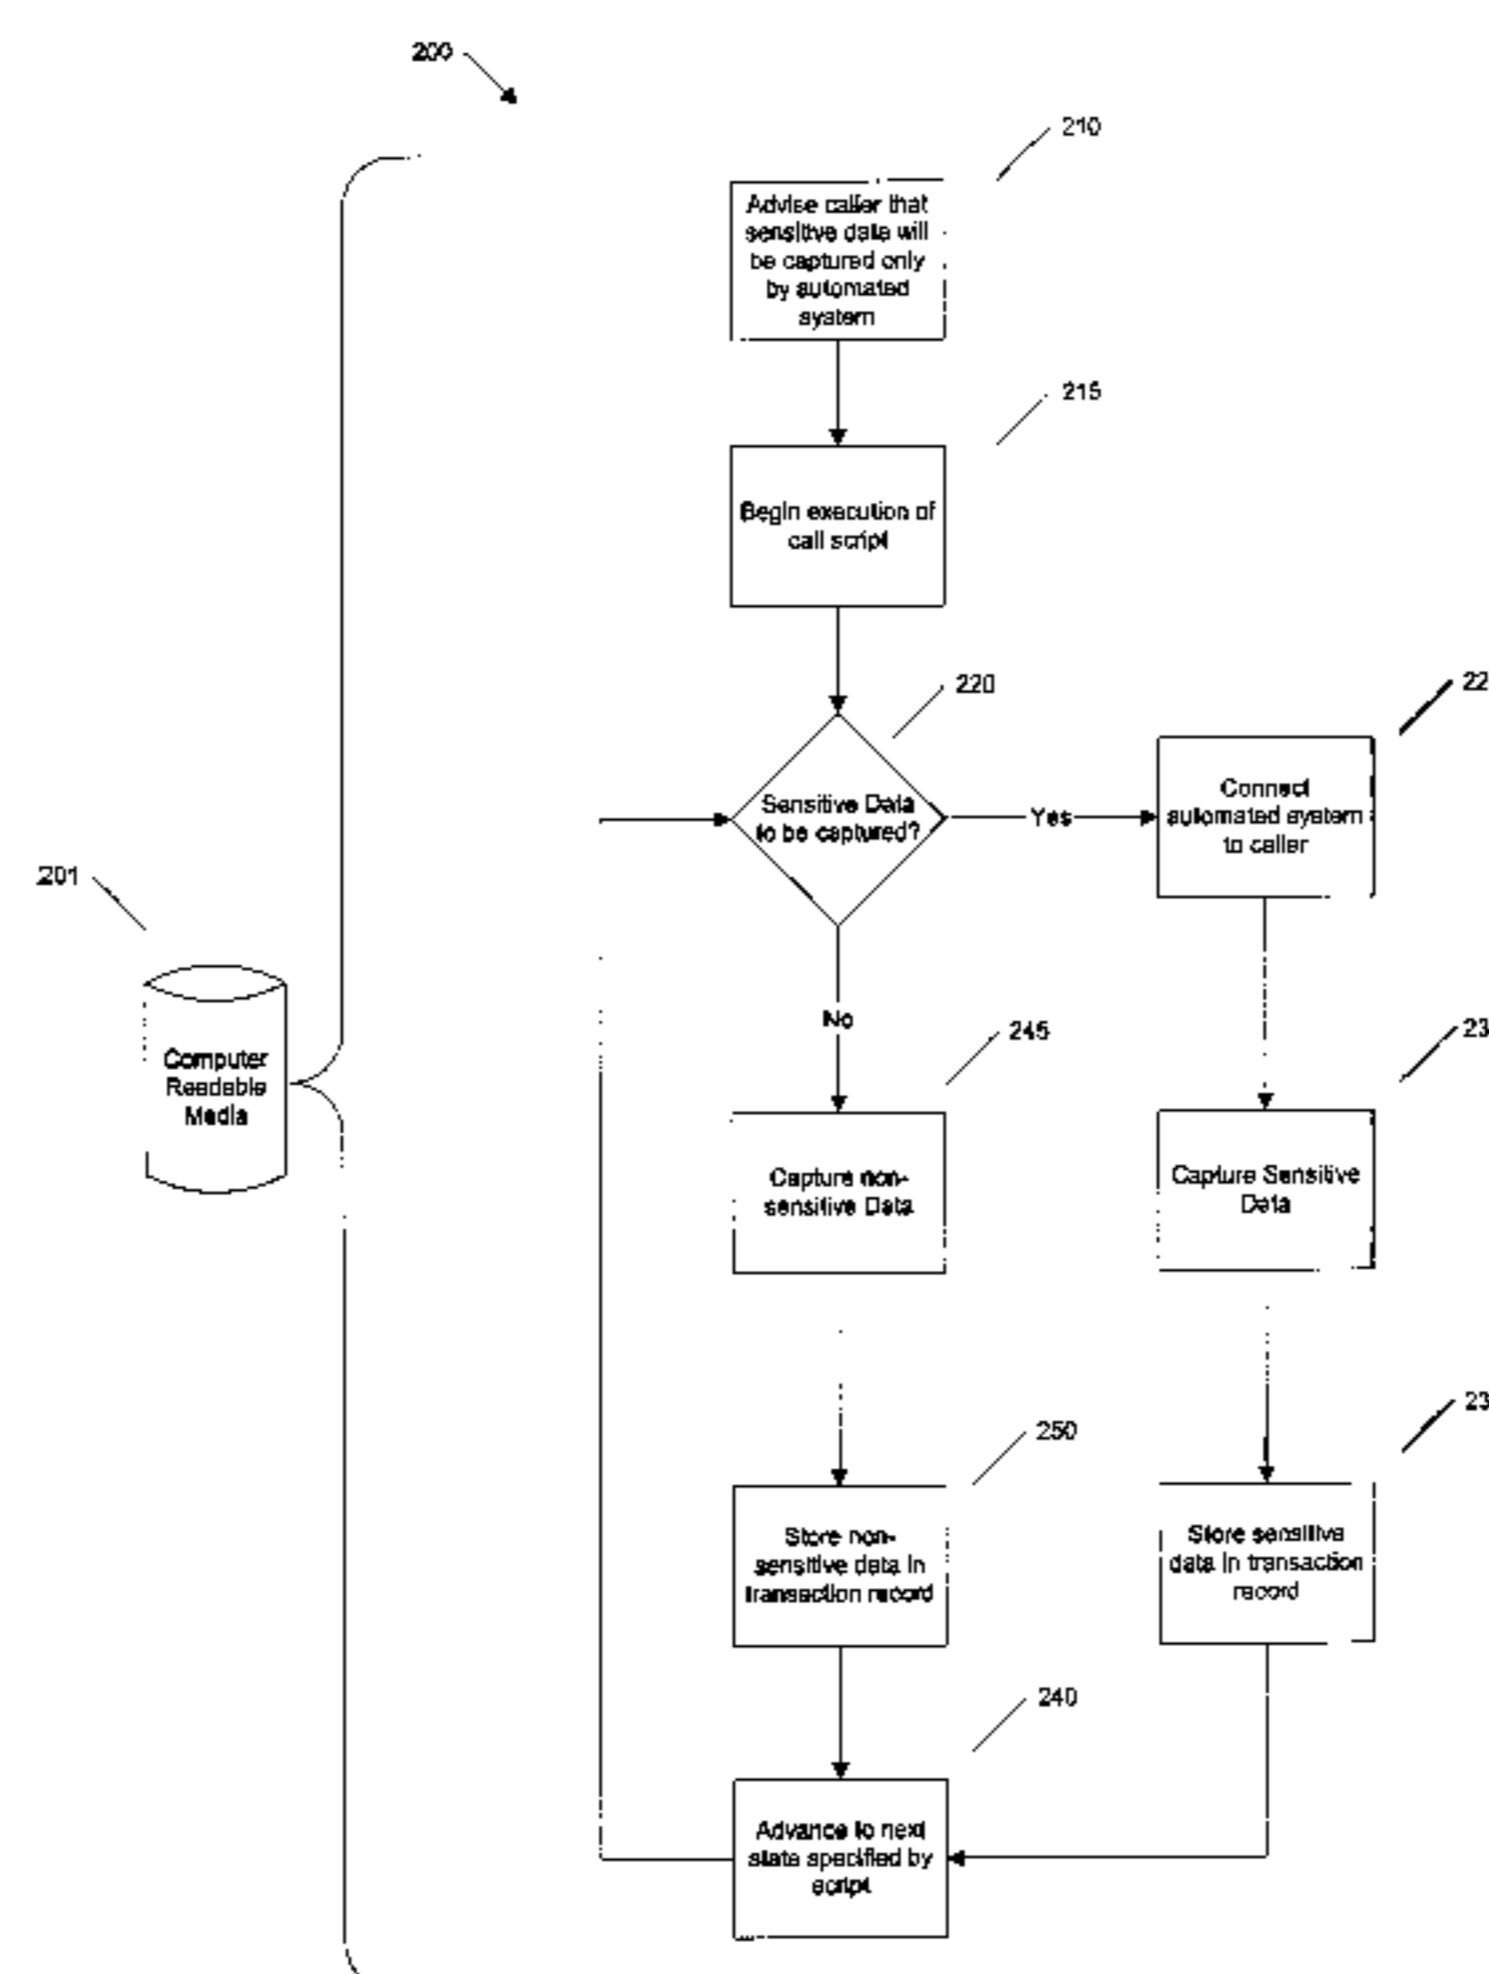 200
210
Advise caller that
sensitive data will
be captured only
by automated
system
215
Begin execution of
call script
220
22
Sensitive Data
to be captured?
Yes
Connect
automated system
to caller
201
Computer
Readable
Media
No
245
23
Capture non-
sensitive Data
Capture Sensitive
Data
250
23
Store non-
sensitive data in
transaction record
Store sensitive
data in transaction
record
240
Advance to next
state specified by
script